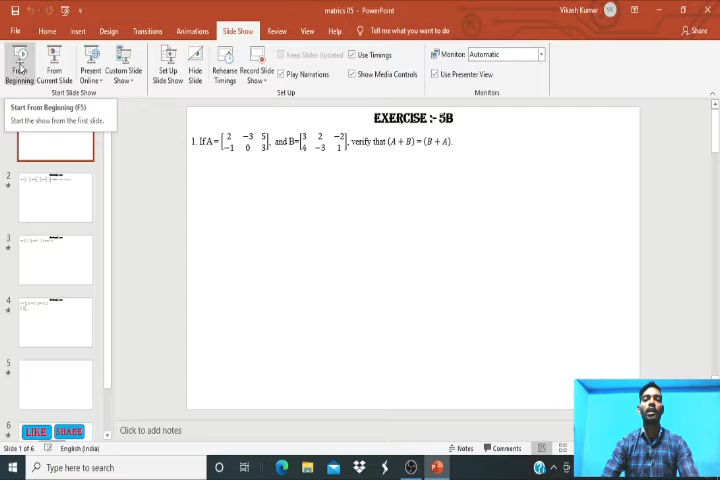 matrics 05 - PowerPoint
Vikash Kumar
VK
File Home Insert Design Transitions Animations Slide Show Review View Help Tell me what you want to do Share
From Beginning
From Current Slide
Present Online
Custom Slide Show
Set Up Slide Show
Hide Slide
Rehearse Timings
Record Slide Show
Keep Slides Updated
Play Narrations
Use Timings
Show Media Controls
Monitor: Automatic
Use Presenter View
Start Slide Show
Set Up
Monitors
Start From Beginning (F5)
Start the show from the first slide.
EXERCISE :- 5B
1. If A = [2 −3 5
−1 0 3], and B=[3 2 −2
4 −3 1], verify that (A + B) = (B + A).
2
3
4
5
6
LIKE SHARE
Click to add notes
Slide 1 of 6
English (India)
Notes
Comments
Type here to search